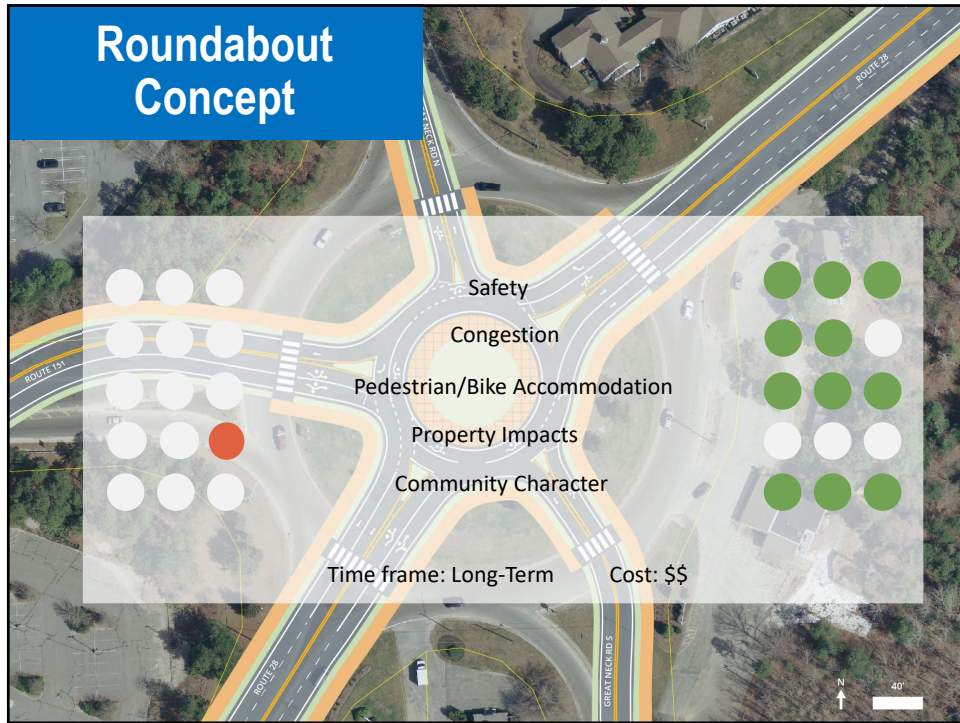 Roundabout
Concept
GREAT NECK RD N
ROUTE 28
Safety
Congestion
ROUTE 151
Pedestrian/Bike Accommodation
Property Impacts
Community Character
Time frame: Long-Term Cost: $$
ROUTE 28
GREAT NECK RD S
N
40'